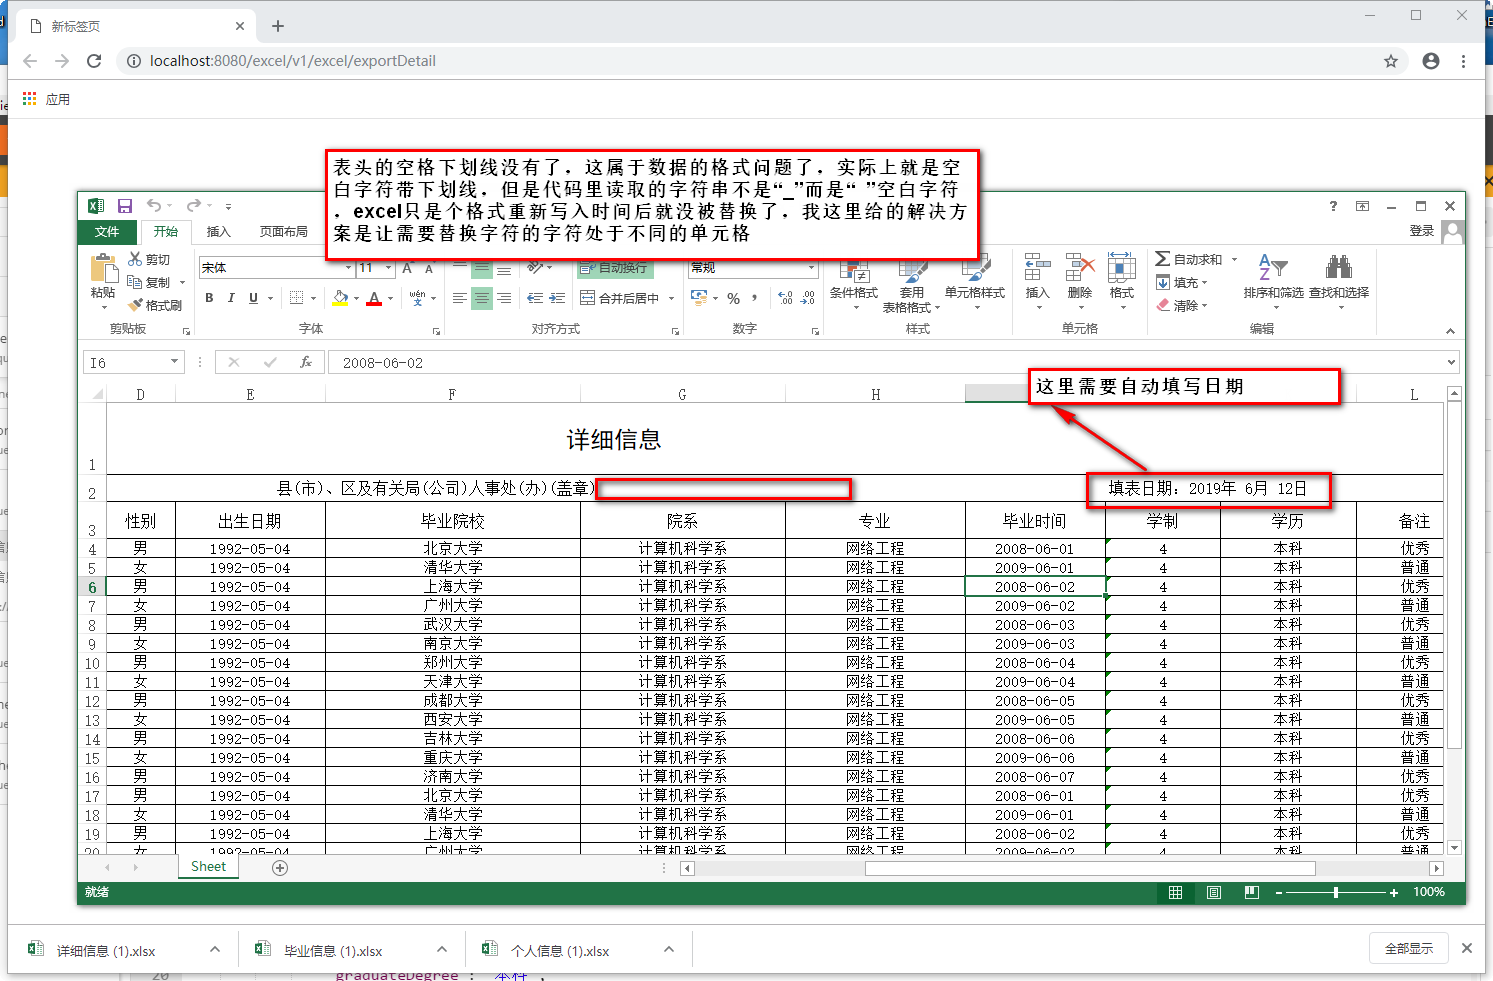 新标签页
localhost:8080/excel/v1/excel/exportDetail
应用
表头的空格下划线没有了，这属于数据的格式问题了，实际上就是空
白字符带下划线，但是代码里读取的字符串不是“_”而是“ ”空白字符
，excel只是个格式重新写入时间后就没被替换了，我这里给的解决方
案是让需要替换字符的字符处于不同的单元格
文件 开始 插入 页面布局 登录
粘贴 剪切 复制 格式刷 剪贴板
宋体 11 B I U 字体
自动换行 合并后居中 对齐方式
常规 % 数字
条件格式 套用 表格格式 单元格样式 样式
插入 删除 格式 单元格
自动求和 填充 清除 排序和筛选 查找和选择 编辑
I6 fx 2008-06-02
这里需要自动填写日期
D E F G H L
1 详细信息
2 县(市)、区及有关局(公司)人事处(办)(盖章) 填表日期：2019年 6月 12日
3 性别 出生日期 毕业院校 院系 专业 毕业时间 学制 学历 备注
4 男 1992-05-04 北京大学 计算机科学系 网络工程 2008-06-01 4 本科 优秀
5 女 1992-05-04 清华大学 计算机科学系 网络工程 2009-06-01 4 本科 普通
6 男 1992-05-04 上海大学 计算机科学系 网络工程 2008-06-02 4 本科 优秀
7 女 1992-05-04 广州大学 计算机科学系 网络工程 2009-06-02 4 本科 普通
8 男 1992-05-04 武汉大学 计算机科学系 网络工程 2008-06-03 4 本科 优秀
9 女 1992-05-04 南京大学 计算机科学系 网络工程 2009-06-03 4 本科 普通
10 男 1992-05-04 郑州大学 计算机科学系 网络工程 2008-06-04 4 本科 优秀
11 女 1992-05-04 天津大学 计算机科学系 网络工程 2009-06-04 4 本科 普通
12 男 1992-05-04 成都大学 计算机科学系 网络工程 2008-06-05 4 本科 优秀
13 女 1992-05-04 西安大学 计算机科学系 网络工程 2009-06-05 4 本科 普通
14 男 1992-05-04 吉林大学 计算机科学系 网络工程 2008-06-06 4 本科 优秀
15 女 1992-05-04 重庆大学 计算机科学系 网络工程 2009-06-06 4 本科 普通
16 男 1992-05-04 济南大学 计算机科学系 网络工程 2008-06-07 4 本科 优秀
17 男 1992-05-04 北京大学 计算机科学系 网络工程 2008-06-01 4 本科 优秀
18 女 1992-05-04 清华大学 计算机科学系 网络工程 2009-06-01 4 本科 普通
19 男 1992-05-04 上海大学 计算机科学系 网络工程 2008-06-02 4 本科 优秀
20 女 1992-05-04 广州大学 计算机科学系 网络工程 2009-06-02 4 本科 普通
Sheet
就绪 100%
详细信息 (1).xlsx 毕业信息 (1).xlsx 个人信息 (1).xlsx 全部显示
20 graduateDegree : 本科 ,